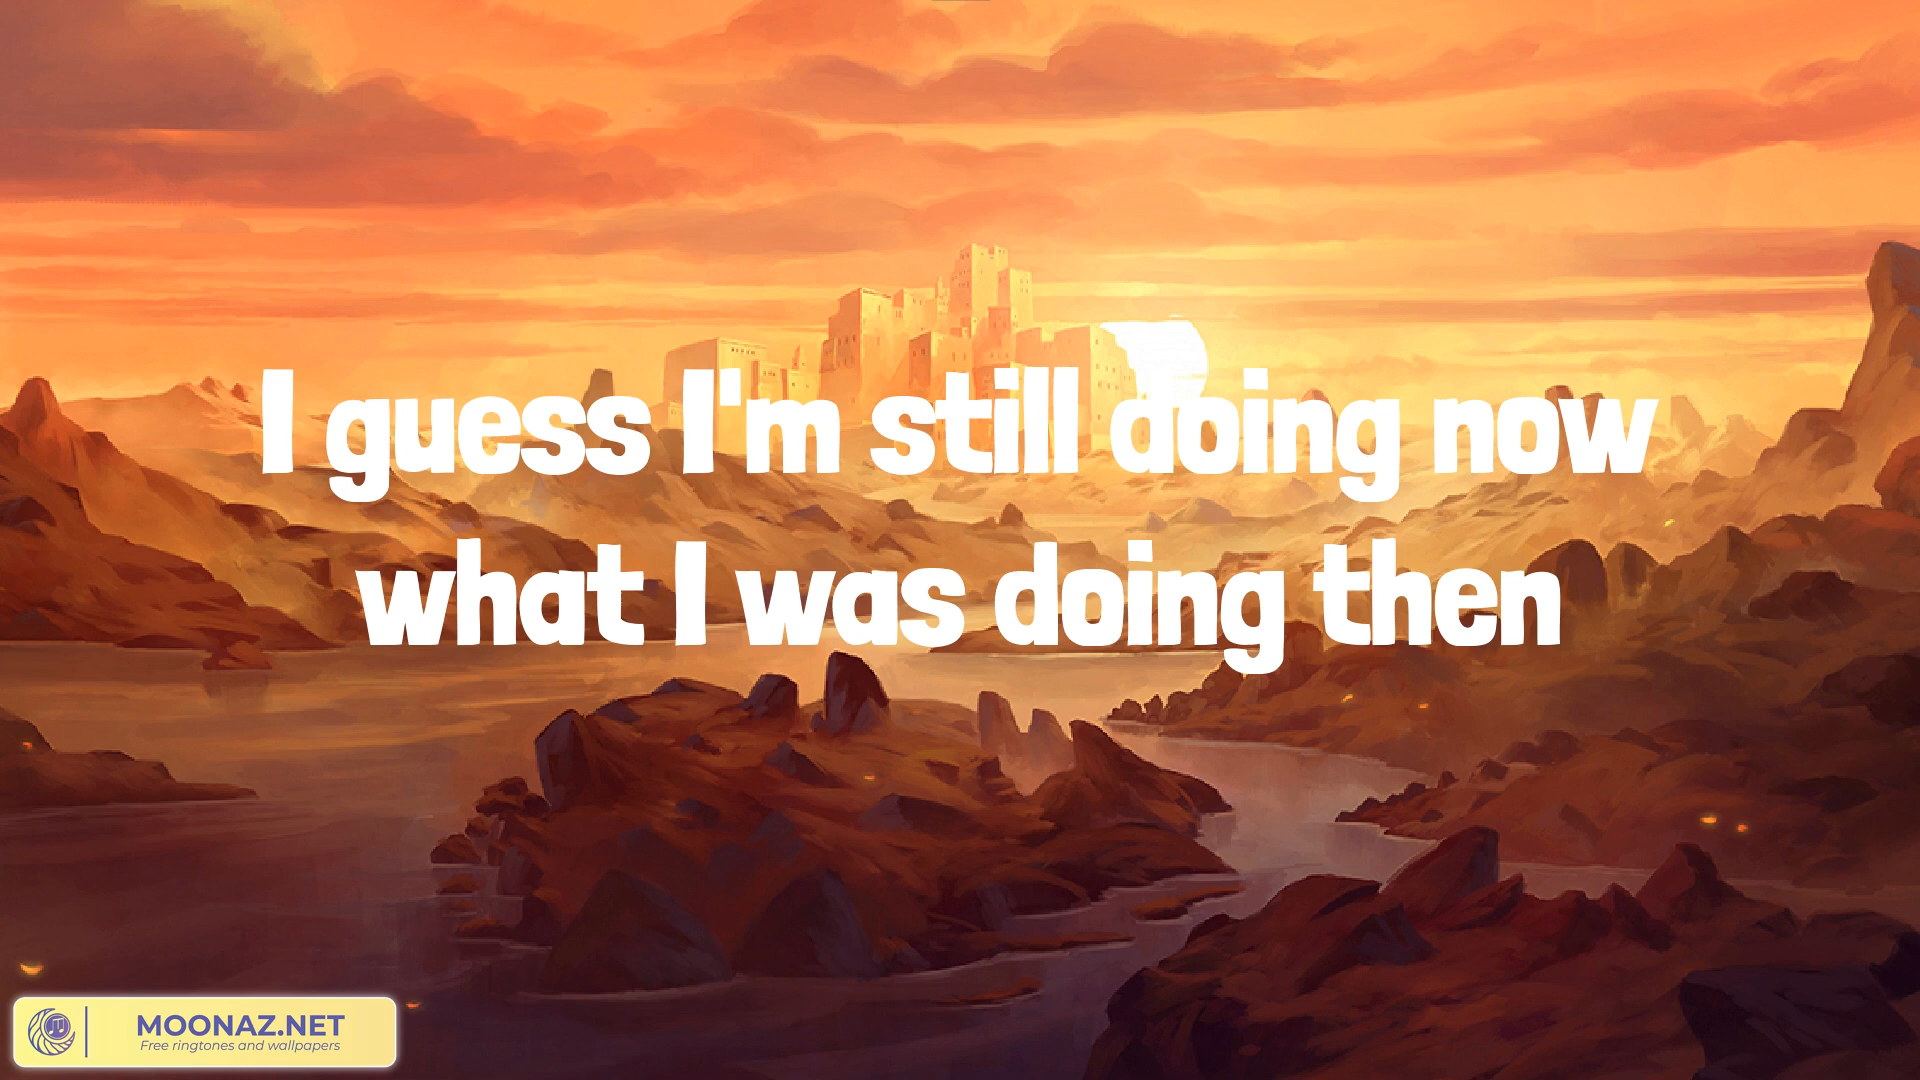 I guess I'm still doing now
what I was doing then
MOONAZ.NET
Free ringtones and wallpapers